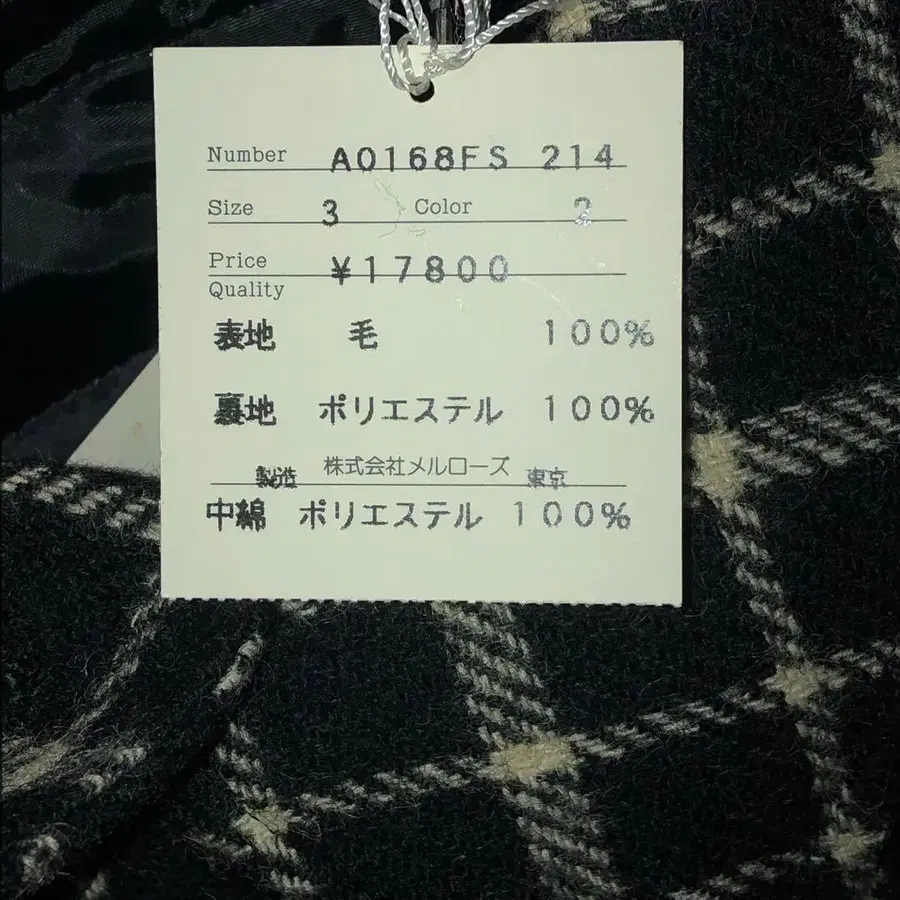 Number A0168FS 214
Size 3 Color 2
Price ¥17800
Quality
表地 毛 100%
裏地 ポリエステル 100%
製造 株式会社メルローズ 東京
中綿 ポリエステル 100%